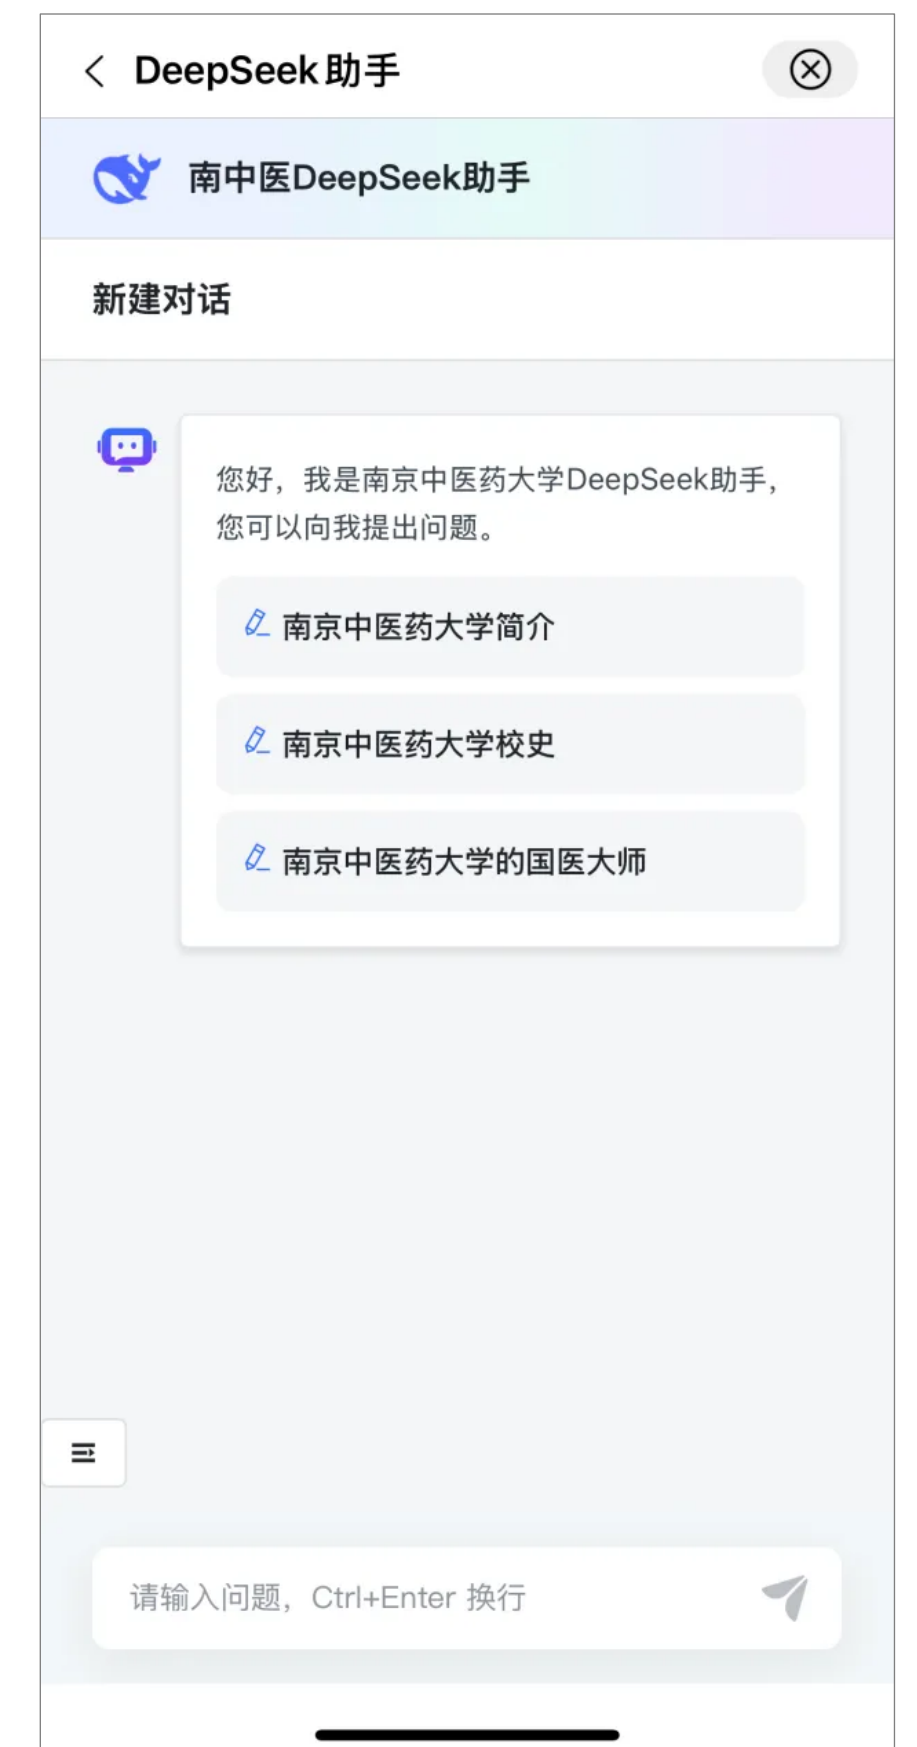 DeepSeek助手
南中医DeepSeek助手
新建对话
您好，我是南京中医药大学DeepSeek助手，
您可以向我提出问题。
南京中医药大学简介
南京中医药大学校史
南京中医药大学的国医大师
请输入问题，Ctrl+Enter 换行